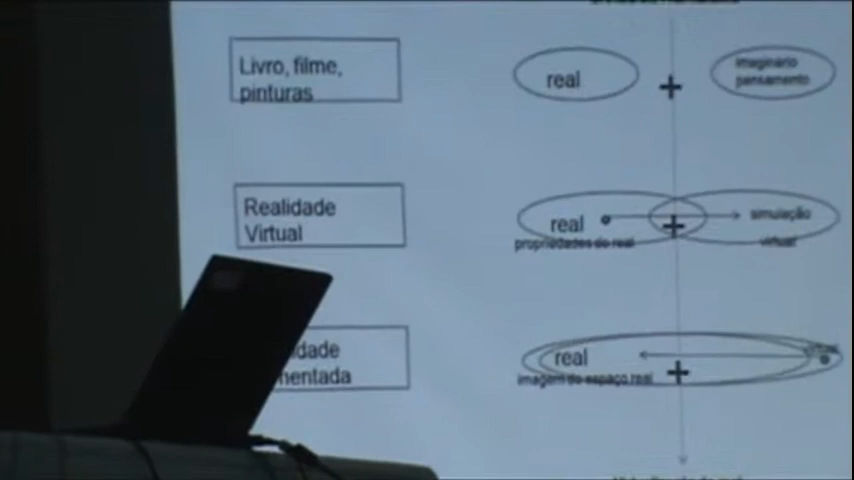 Livro, filme,
pinturas
real
imaginário
pensamento
Realidade
Virtual
real
simulação
propriedades do real
virtual
idade
mentada
real
imagem do espaço real